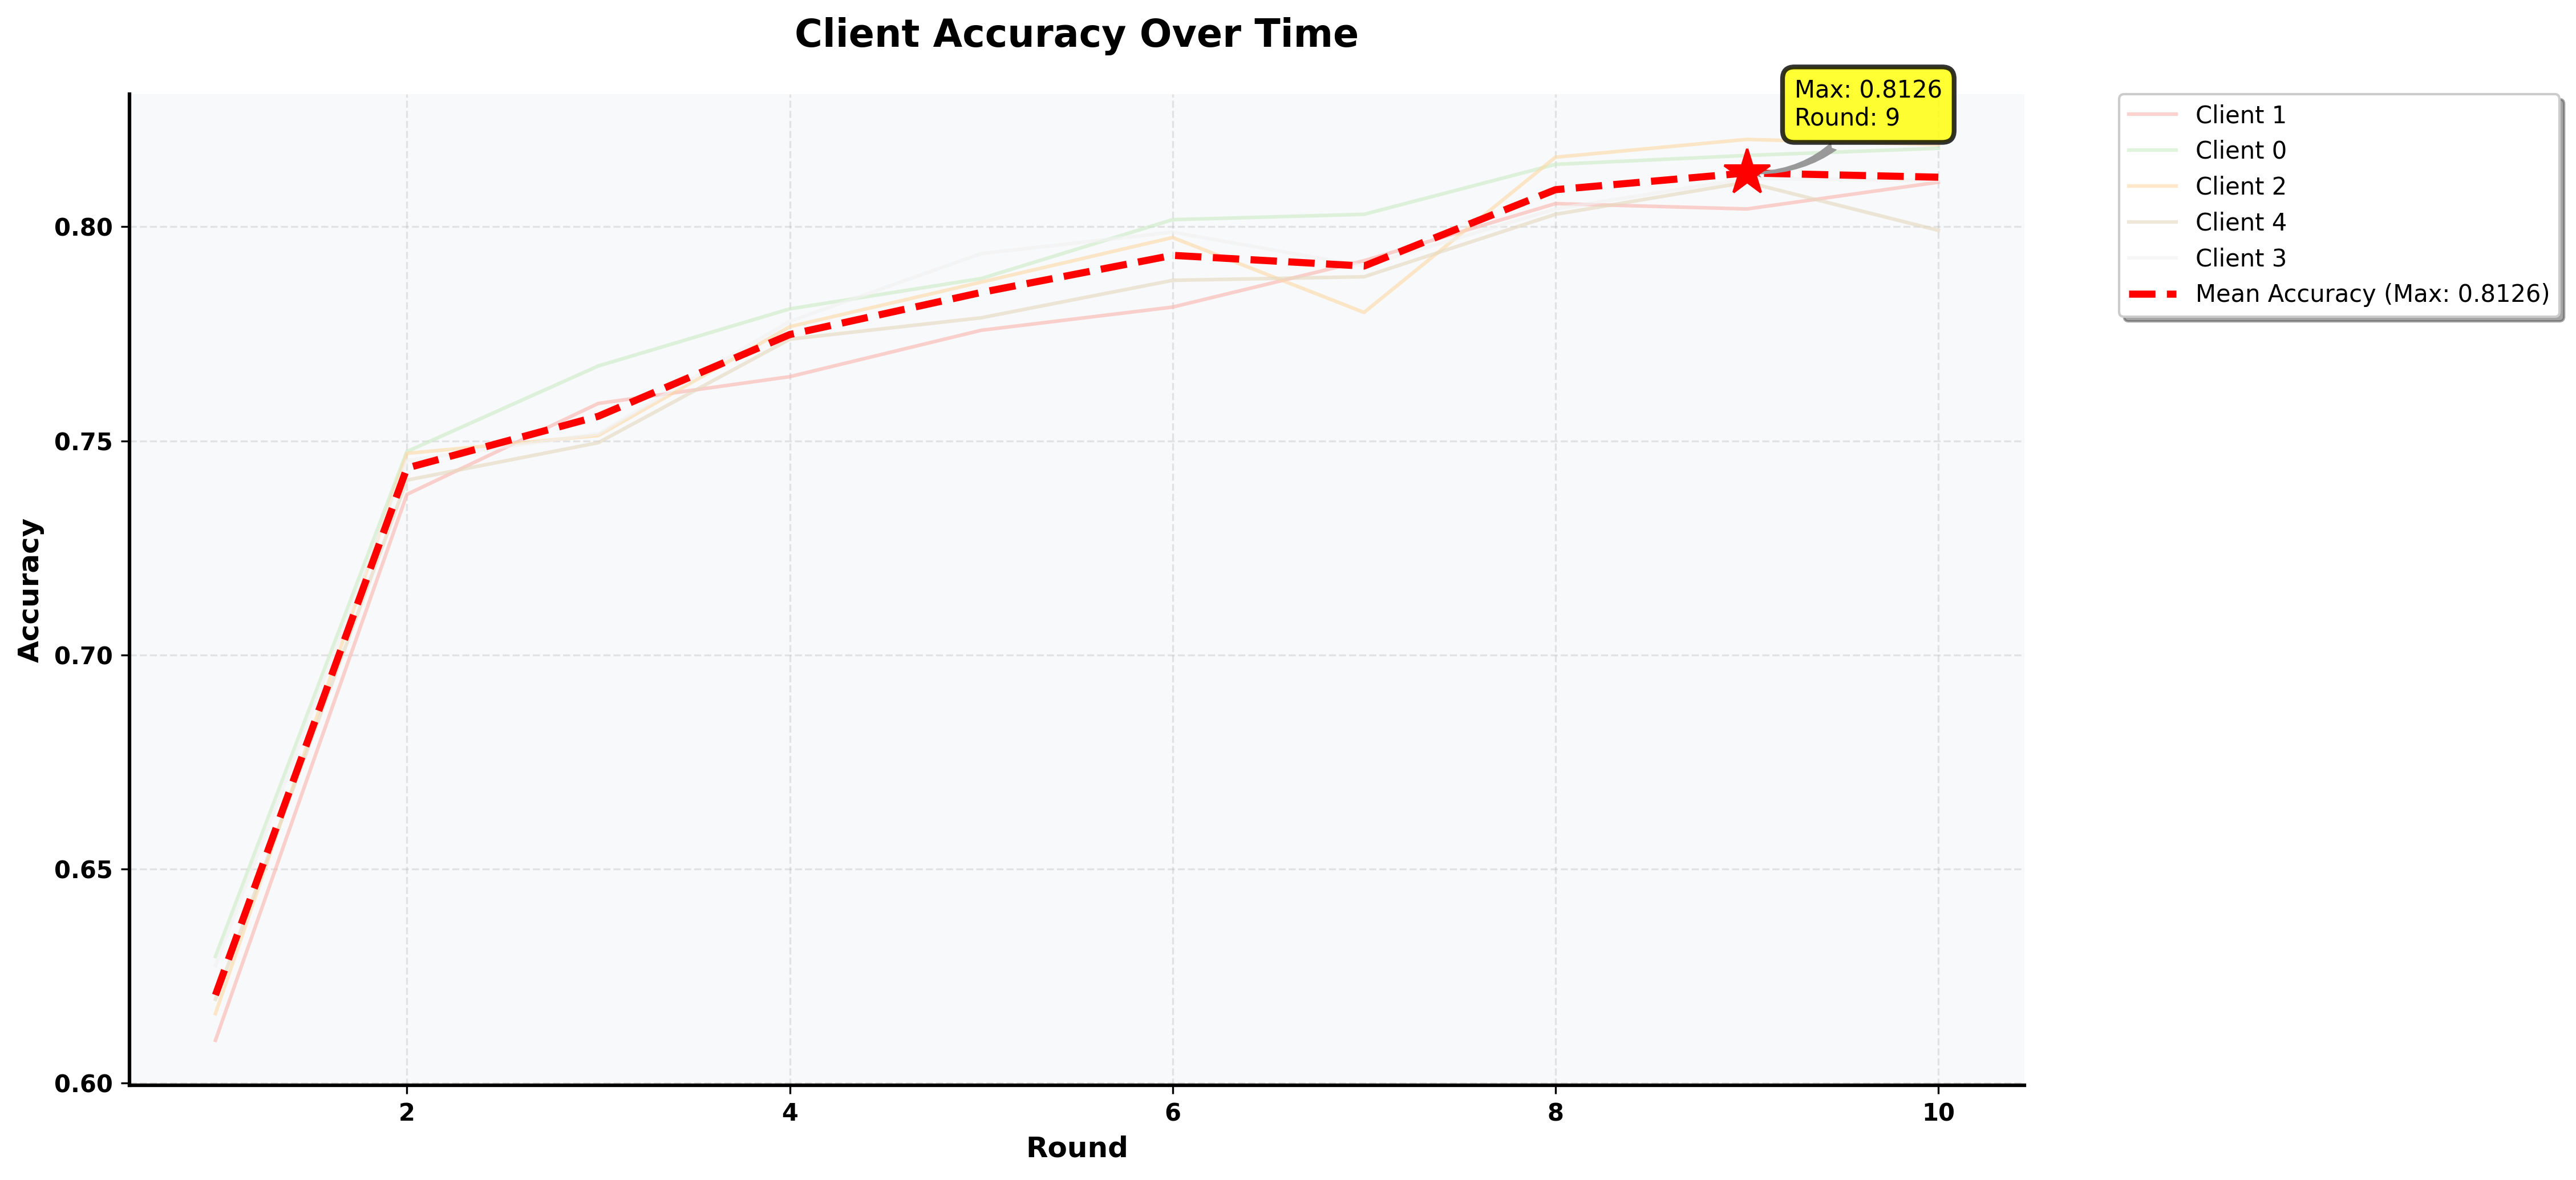 Client Accuracy Over Time
Max: 0.8126
Round: 9
Client 1
Client 0
Client 2
Client 4
Client 3
Mean Accuracy (Max: 0.8126)
Accuracy
0.80
0.75
0.70
0.65
0.60
2 4 6 8 10
Round